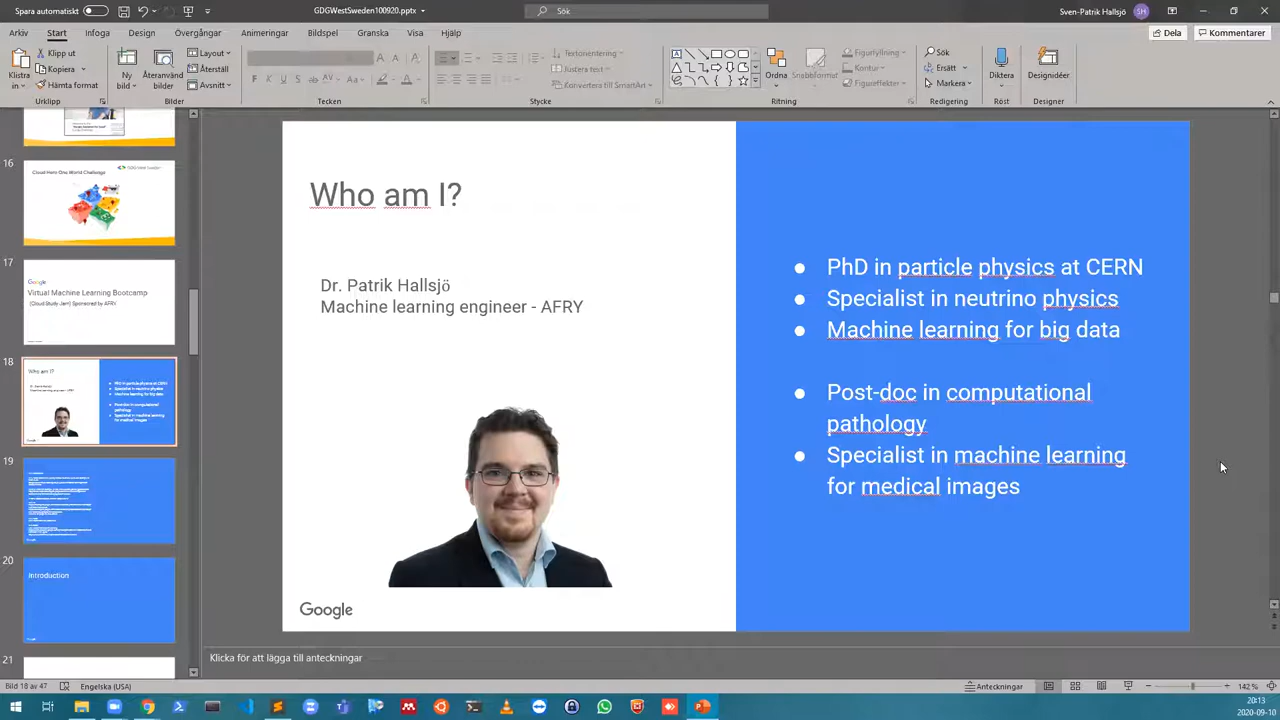 Spara automatiskt
GDGWestSweden100920.pptx
Sök
Sven-Patrik Hallsjö
SH
Arkiv Start Infoga Design Övergångar Animeringar Bildspel Granska Visa Hjälp
Dela
Kommentarer
Klistra in
Klipp ut
Kopiera
Hämta format
Urklipp
Ny bild
Återanvänd bilder
Layout
Återställ
Avsnitt
Bilder
F K U S ab
Aa
A A
Tecken
Textorientering
Justera text
Konvertera till SmartArt
Stycke
Ordna
Snabbformat
Figurfyllning
Kontur
Figureffekter
Ritning
Sök
Ersätt
Markera
Redigering
Diktera
Röst
Designidéer
Designer
16
Cloud Hero One World Challenge
17
Google
Virtual Machine Learning Bootcamp
(Cloud Study Jam) Sponsored by AFRY
18
Who am I?
19
20
Introduction
21
Who am I?
Dr. Patrik Hallsjö
Machine learning engineer - AFRY
Google
● PhD in particle physics at CERN
● Specialist in neutrino physics
● Machine learning for big data
● Post-doc in computational
pathology
● Specialist in machine learning
for medical images
Klicka för att lägga till anteckningar
Bild 18 av 47
Engelska (USA)
Anteckningar
142 %
20:13
2020-09-10